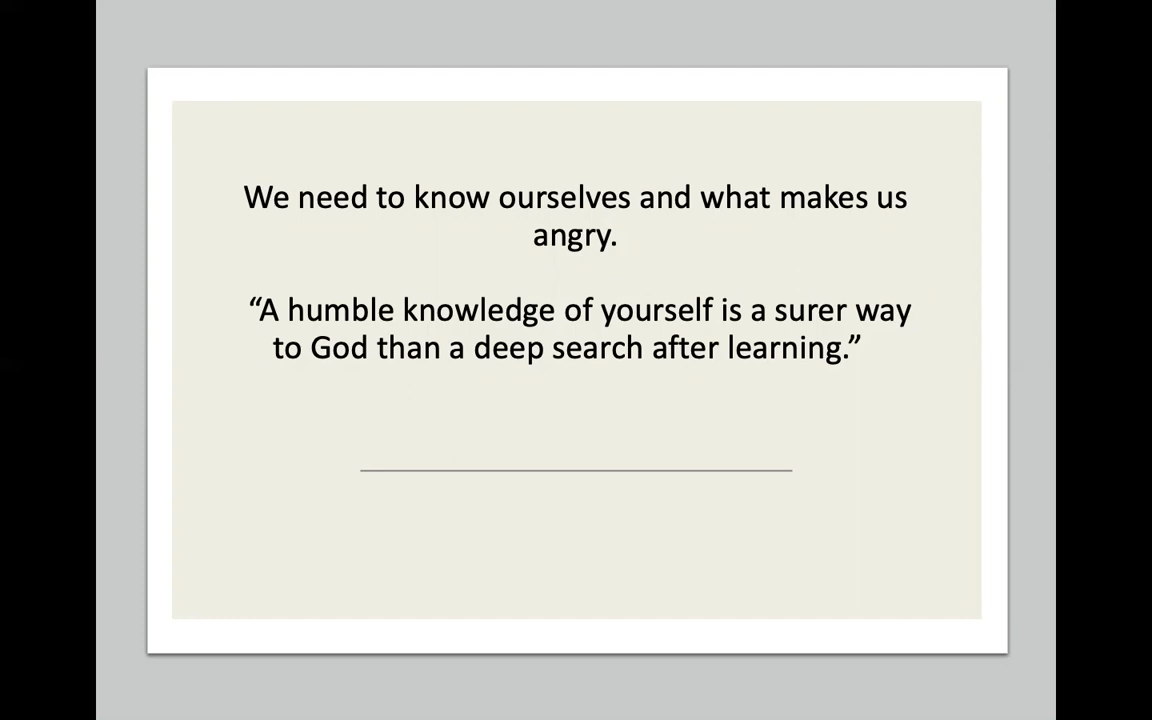 We need to know ourselves and what makes us
angry.
“A humble knowledge of yourself is a surer way
to God than a deep search after learning.”